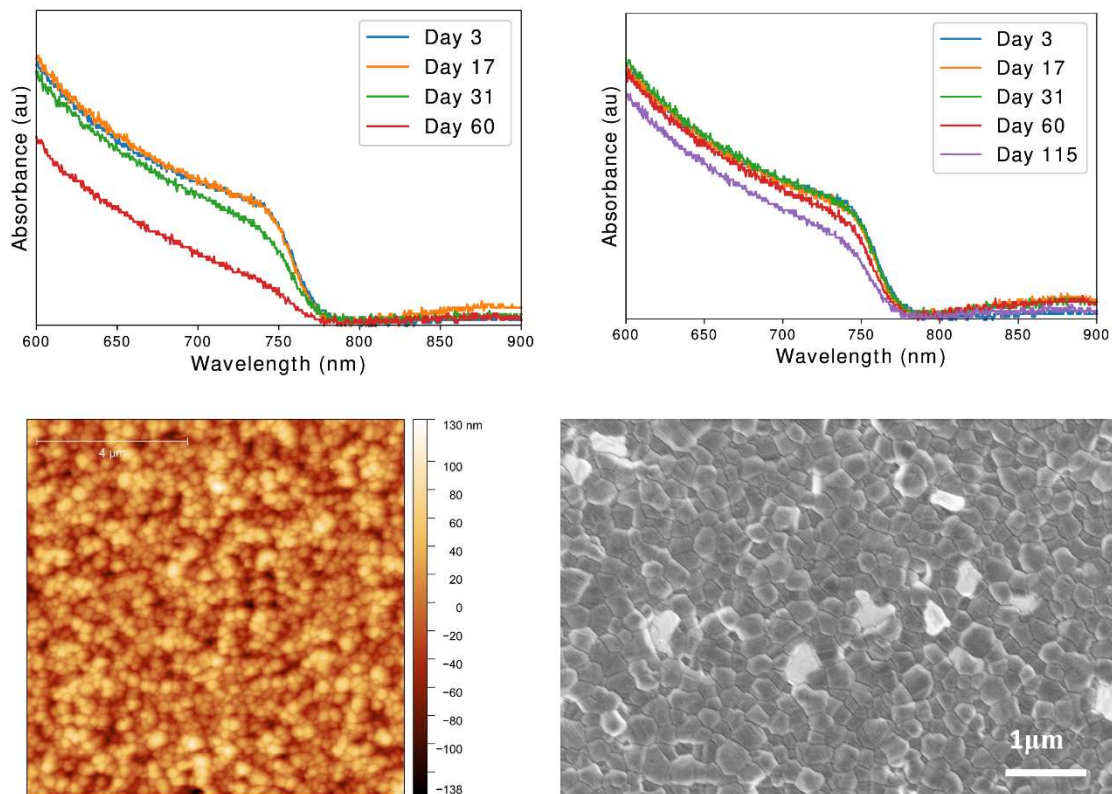 Absorbance (au)
Day 3
Day 17
Day 31
Day 60
600 650 700 750 800 850 900
Wavelength (nm)
Absorbance (au)
Day 3
Day 17
Day 31
Day 60
Day 115
600 650 700 750 800 850 900
Wavelength (nm)
4 μm
130 nm
100
80
60
40
20
0
−20
−40
−60
−80
−100
−138
1μm